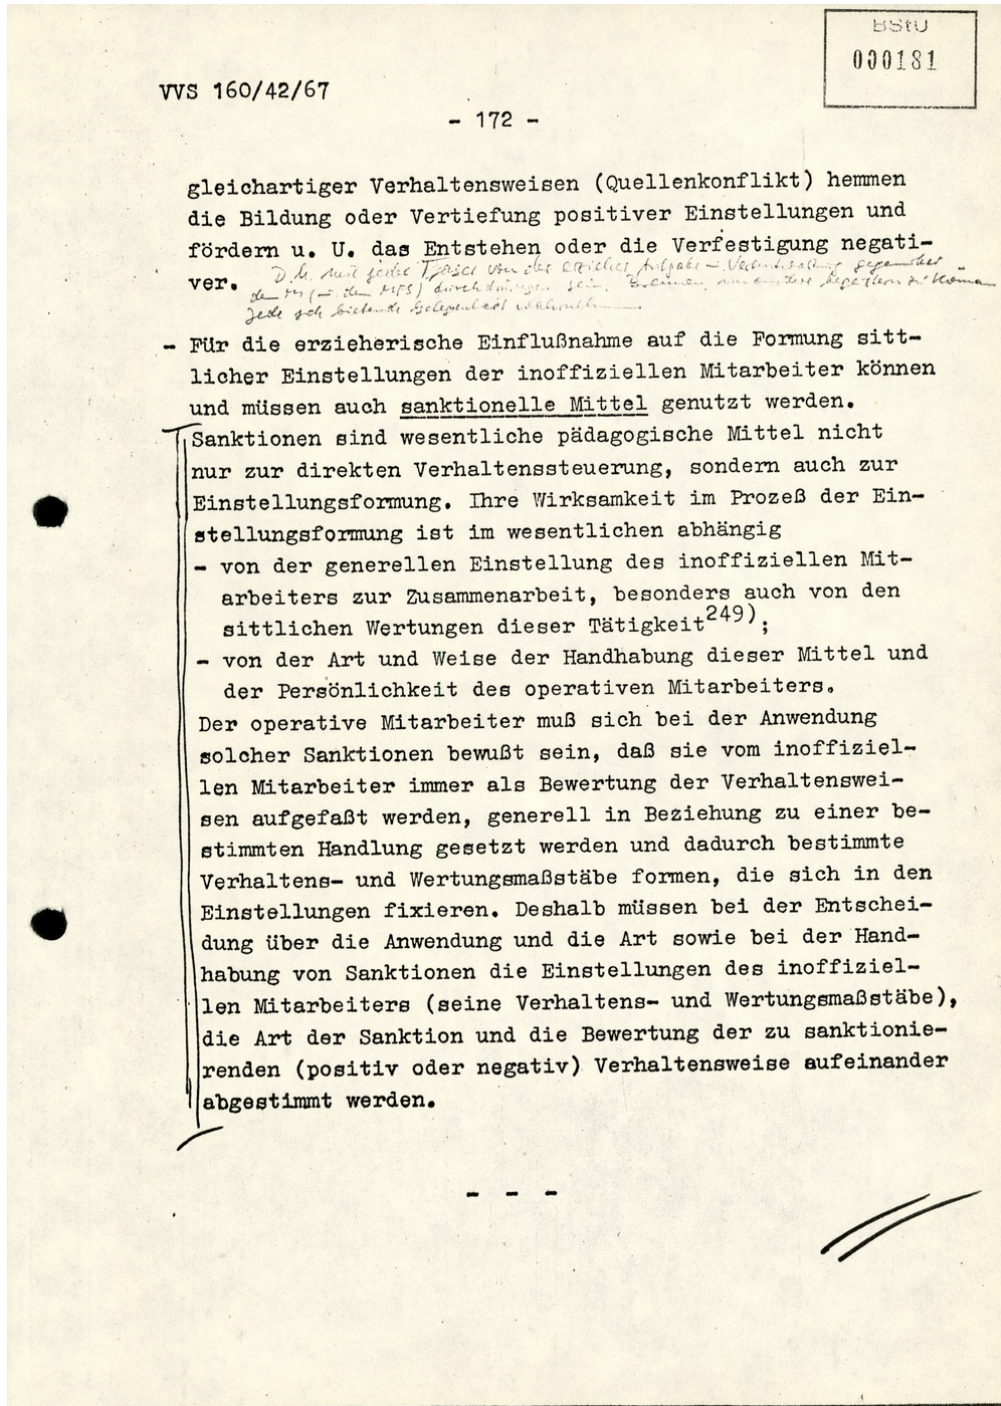 BStU
000181
VVS 160/42/67
- 172 -
gleichartiger Verhaltensweisen (Quellenkonflikt) hemmen
die Bildung oder Vertiefung positiver Einstellungen und
fördern u. U. das Entstehen oder die Verfestigung negati-
ver.
- Für die erzieherische Einflußnahme auf die Formung sitt-
licher Einstellungen der inoffiziellen Mitarbeiter können
und müssen auch sanktionelle Mittel genutzt werden.
Sanktionen sind wesentliche pädagogische Mittel nicht
nur zur direkten Verhaltenssteuerung, sondern auch zur
Einstellungsformung. Ihre Wirksamkeit im Prozeß der Ein-
stellungsformung ist im wesentlichen abhängig
- von der generellen Einstellung des inoffiziellen Mit-
arbeiters zur Zusammenarbeit, besonders auch von den
sittlichen Wertungen dieser Tätigkeit249);
- von der Art und Weise der Handhabung dieser Mittel und
der Persönlichkeit des operativen Mitarbeiters.
Der operative Mitarbeiter muß sich bei der Anwendung
solcher Sanktionen bewußt sein, daß sie vom inoffiziel-
len Mitarbeiter immer als Bewertung der Verhaltenswei-
sen aufgefaßt werden, generell in Beziehung zu einer be-
stimmten Handlung gesetzt werden und dadurch bestimmte
Verhaltens- und Wertungsmaßstäbe formen, die sich in den
Einstellungen fixieren. Deshalb müssen bei der Entschei-
dung über die Anwendung und die Art sowie bei der Hand-
habung von Sanktionen die Einstellungen des inoffiziel-
len Mitarbeiters (seine Verhaltens- und Wertungsmaßstäbe),
die Art der Sanktion und die Bewertung der zu sanktionie-
renden (positiv oder negativ) Verhaltensweise aufeinander
abgestimmt werden.
- - -